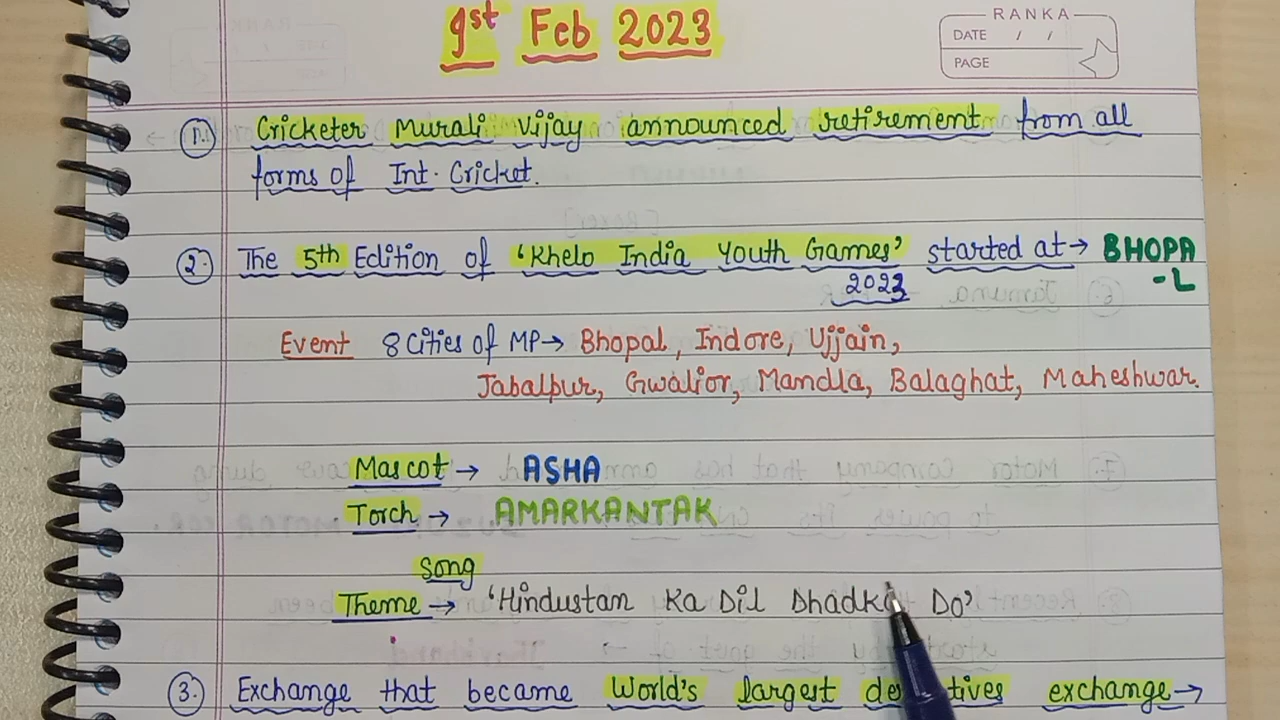 1st Feb 2023
RANKA
DATE / /
PAGE
1. Cricketer Murali Vijay announced retirement from all
forms of Int. Cricket.
2. The 5th Edition of 'Khelo India Youth Games' started at → BHOPA
2023 -L
Event 8 Cities of MP → Bhopal, Indore, Ujjain,
Jabalpur, Gwalior, Mandla, Balaghat, Maheshwar.
Mascot → ASHA
Torch → AMARKANTAK
Song
Theme → 'Hindustan Ka Dil Do'
3. Exchange that became World's largest exchange →